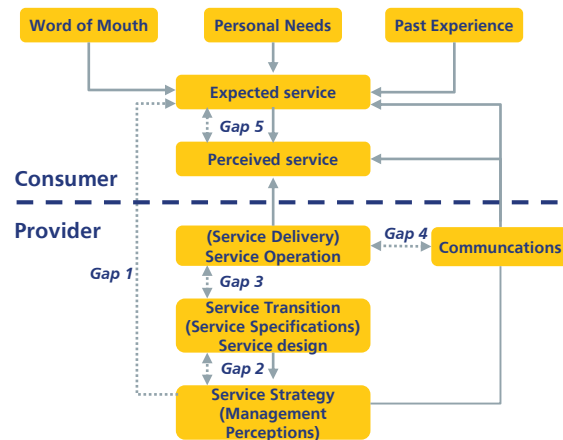 Word of Mouth
Personal Needs
Past Experience
Expected service
Gap 5
Perceived service
Consumer
Provider
(Service Delivery)
Service Operation
Gap 4
Communcations
Gap 1
Gap 3
Service Transition
(Service Specifications)
Service design
Gap 2
Service Strategy
(Management
Perceptions)